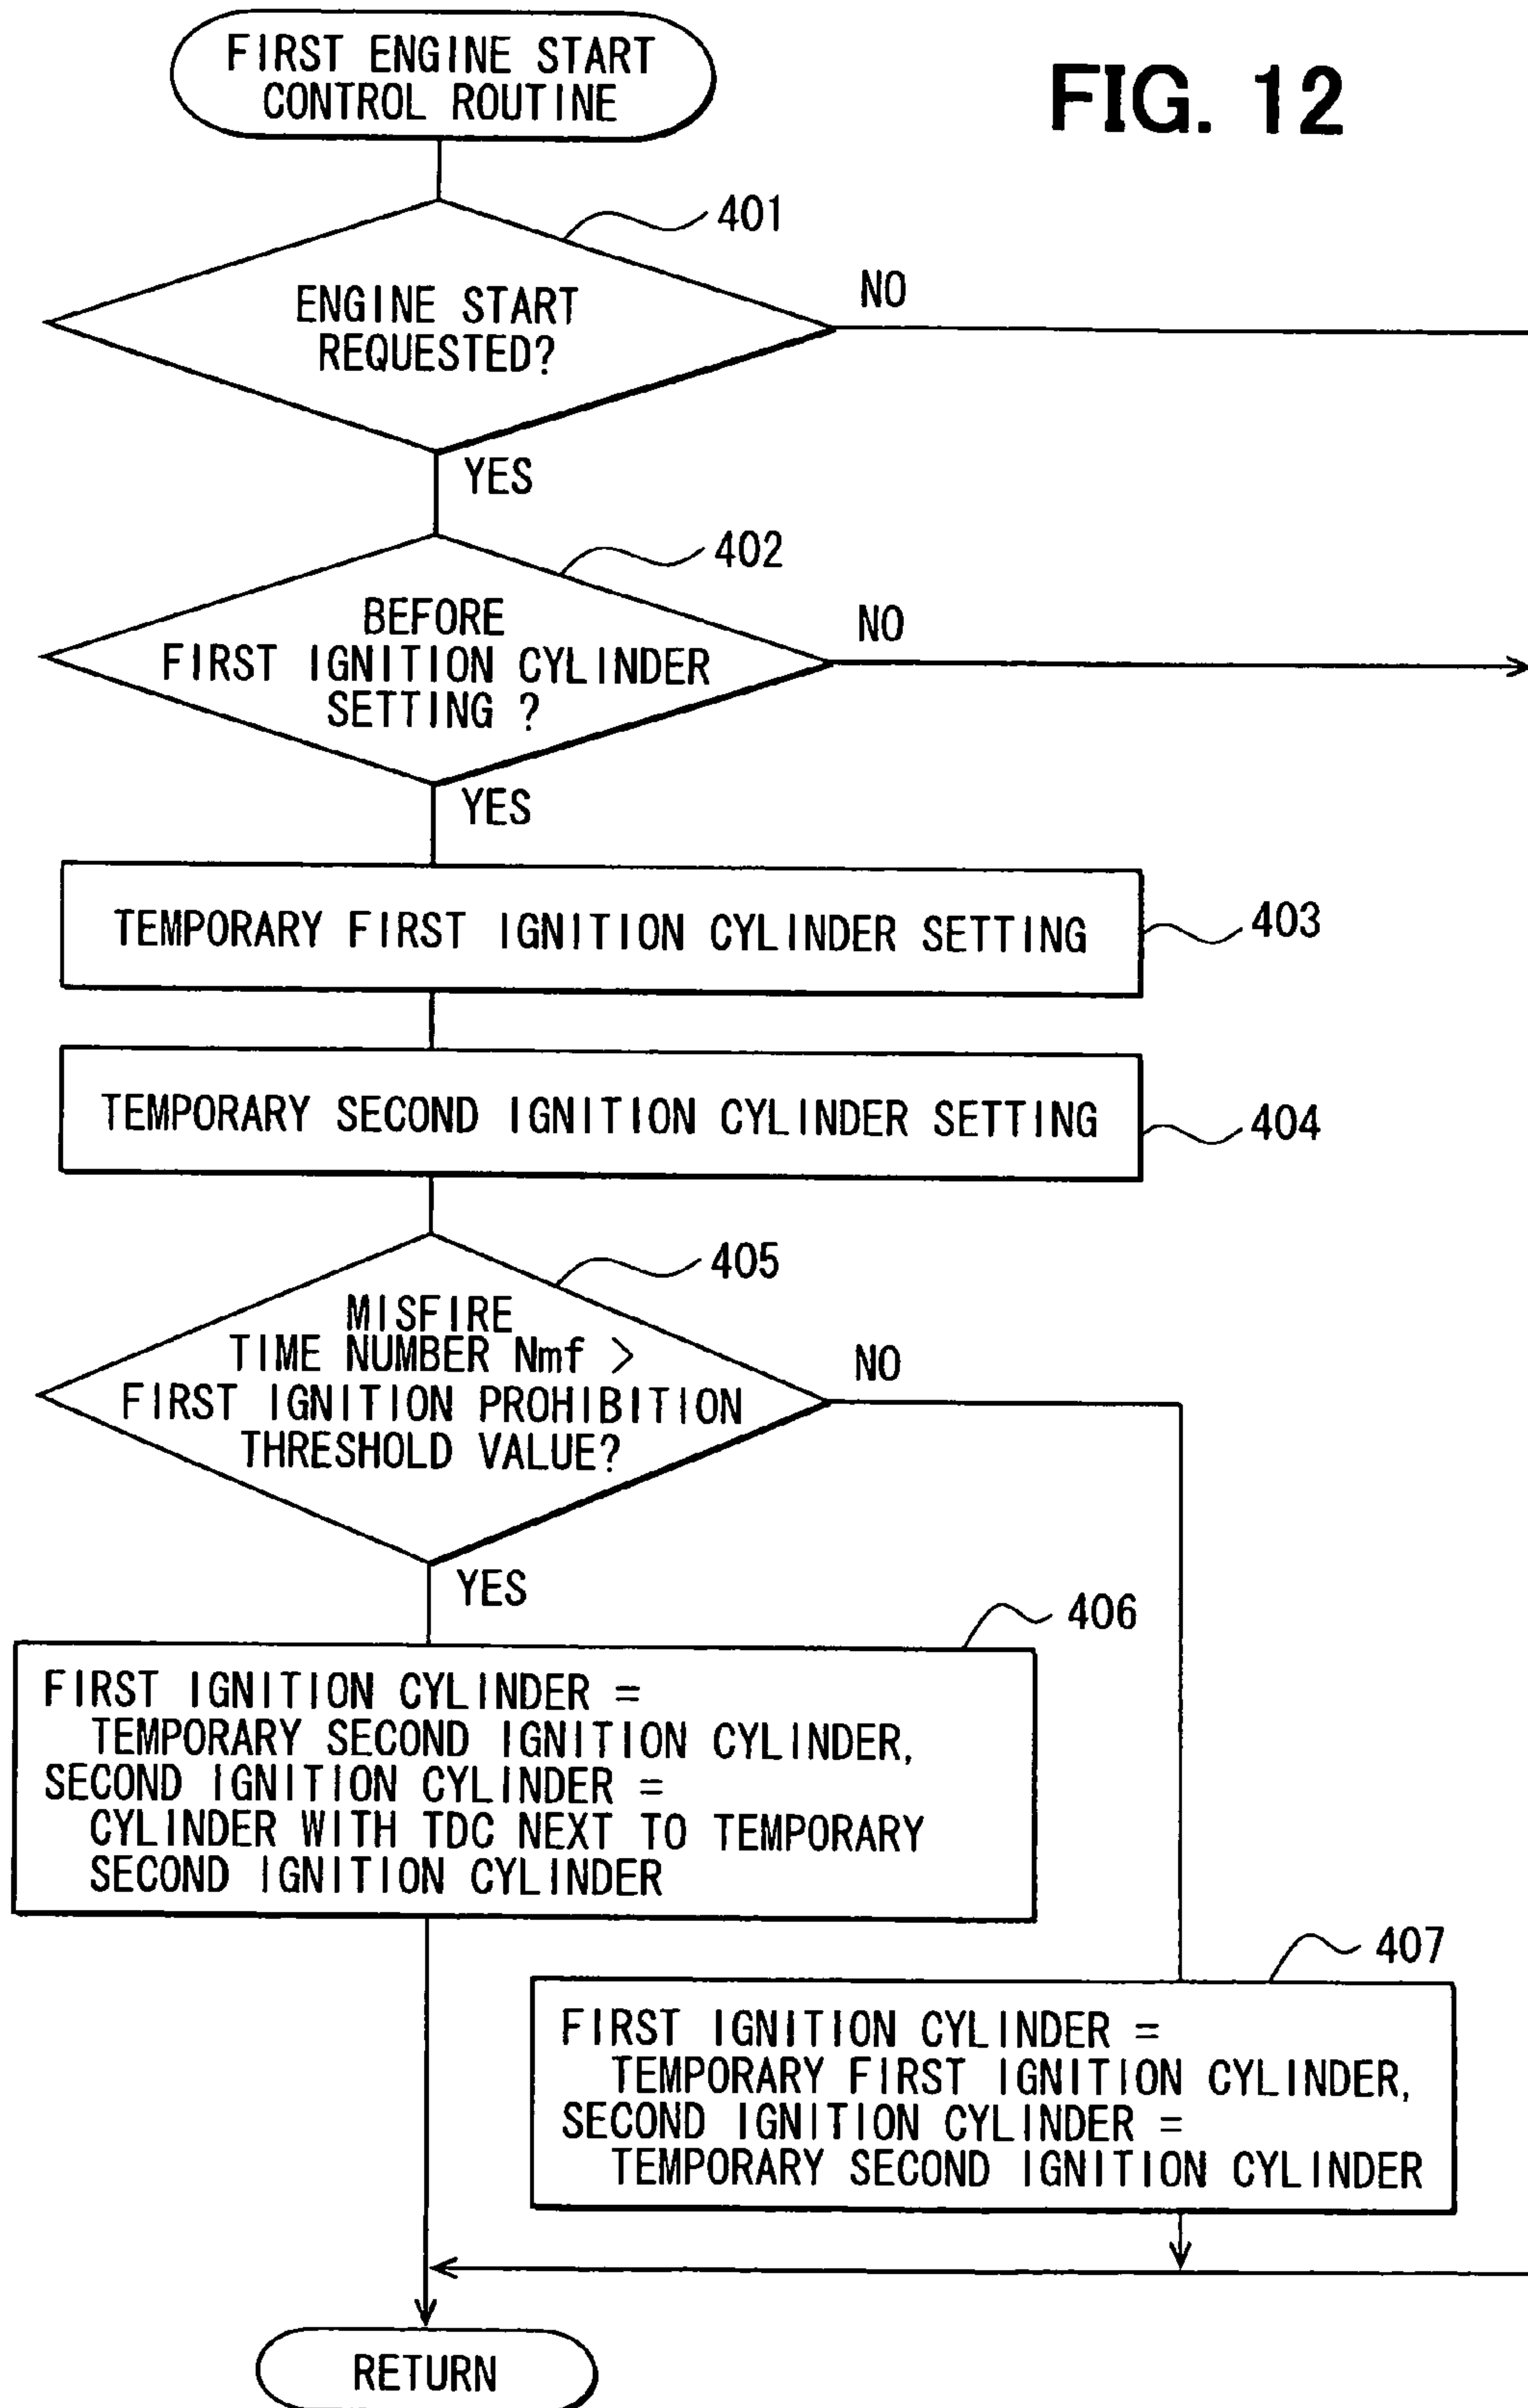 FIRST ENGINE START
CONTROL ROUTINE
FIG. 12
401
ENGINE START
REQUESTED?
NO
YES
402
BEFORE
FIRST IGNITION CYLINDER
SETTING ?
NO
YES
TEMPORARY FIRST IGNITION CYLINDER SETTING
403
TEMPORARY SECOND IGNITION CYLINDER SETTING
404
405
MISFIRE
TIME NUMBER Nmf >
FIRST IGNITION PROHIBITION
THRESHOLD VALUE?
NO
YES
406
FIRST IGNITION CYLINDER =
TEMPORARY SECOND IGNITION CYLINDER,
SECOND IGNITION CYLINDER =
CYLINDER WITH TDC NEXT TO TEMPORARY
SECOND IGNITION CYLINDER
407
FIRST IGNITION CYLINDER =
TEMPORARY FIRST IGNITION CYLINDER,
SECOND IGNITION CYLINDER =
TEMPORARY SECOND IGNITION CYLINDER
RETURN